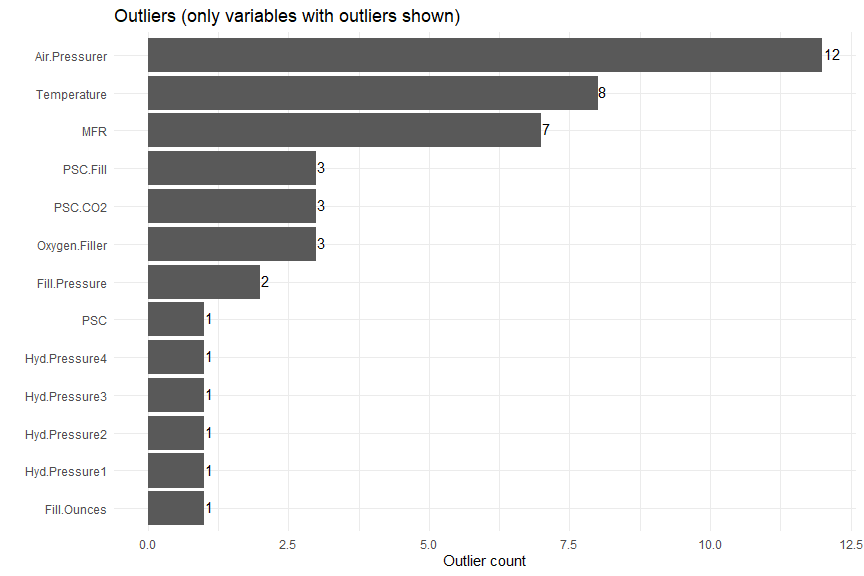 Outliers (only variables with outliers shown)
Air.Pressurer 12
Temperature 8
MFR 7
PSC.Fill 3
PSC.CO2 3
Oxygen.Filler 3
Fill.Pressure 2
PSC 1
Hyd.Pressure4 1
Hyd.Pressure3 1
Hyd.Pressure2 1
Hyd.Pressure1 1
Fill.Ounces 1
0.0 2.5 5.0 7.5 10.0 12.5
Outlier count